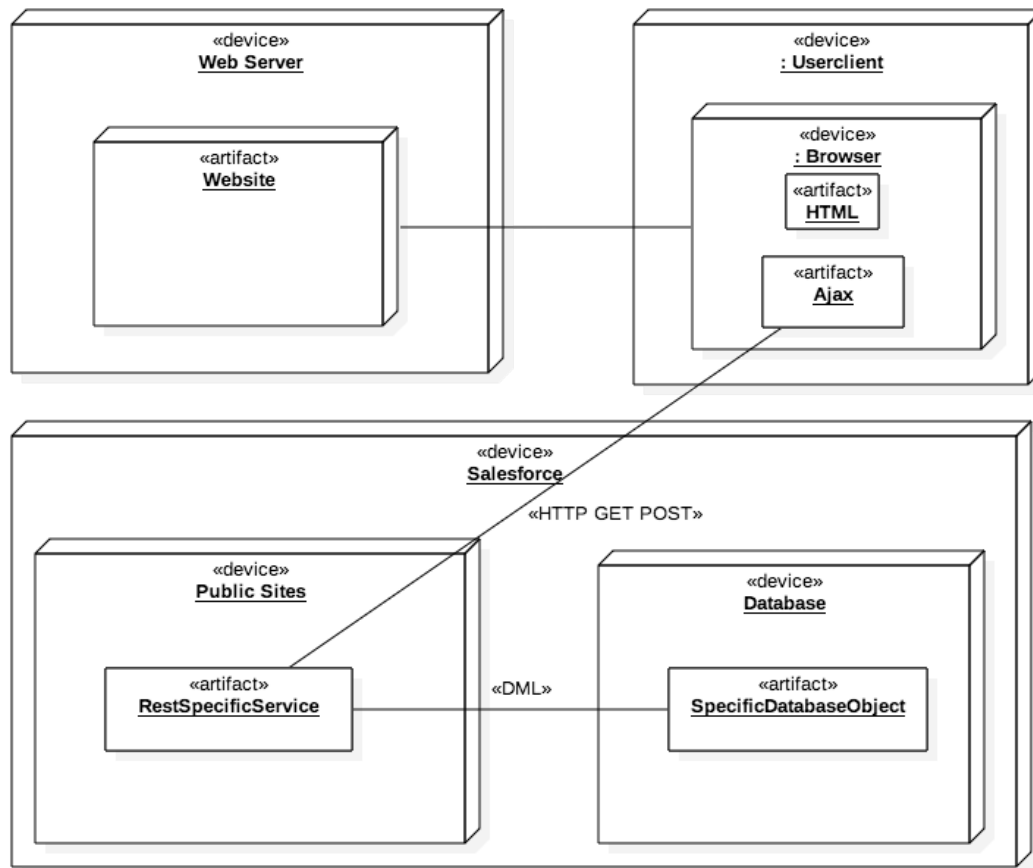 «device»
Web Server
«artifact»
Website
«device»
: Userclient
«device»
: Browser
«artifact»
HTML
«artifact»
Ajax
«device»
Salesforce
«HTTP GET POST»
«device»
Public Sites
«artifact»
RestSpecificService
«DML»
«device»
Database
«artifact»
SpecificDatabaseObject